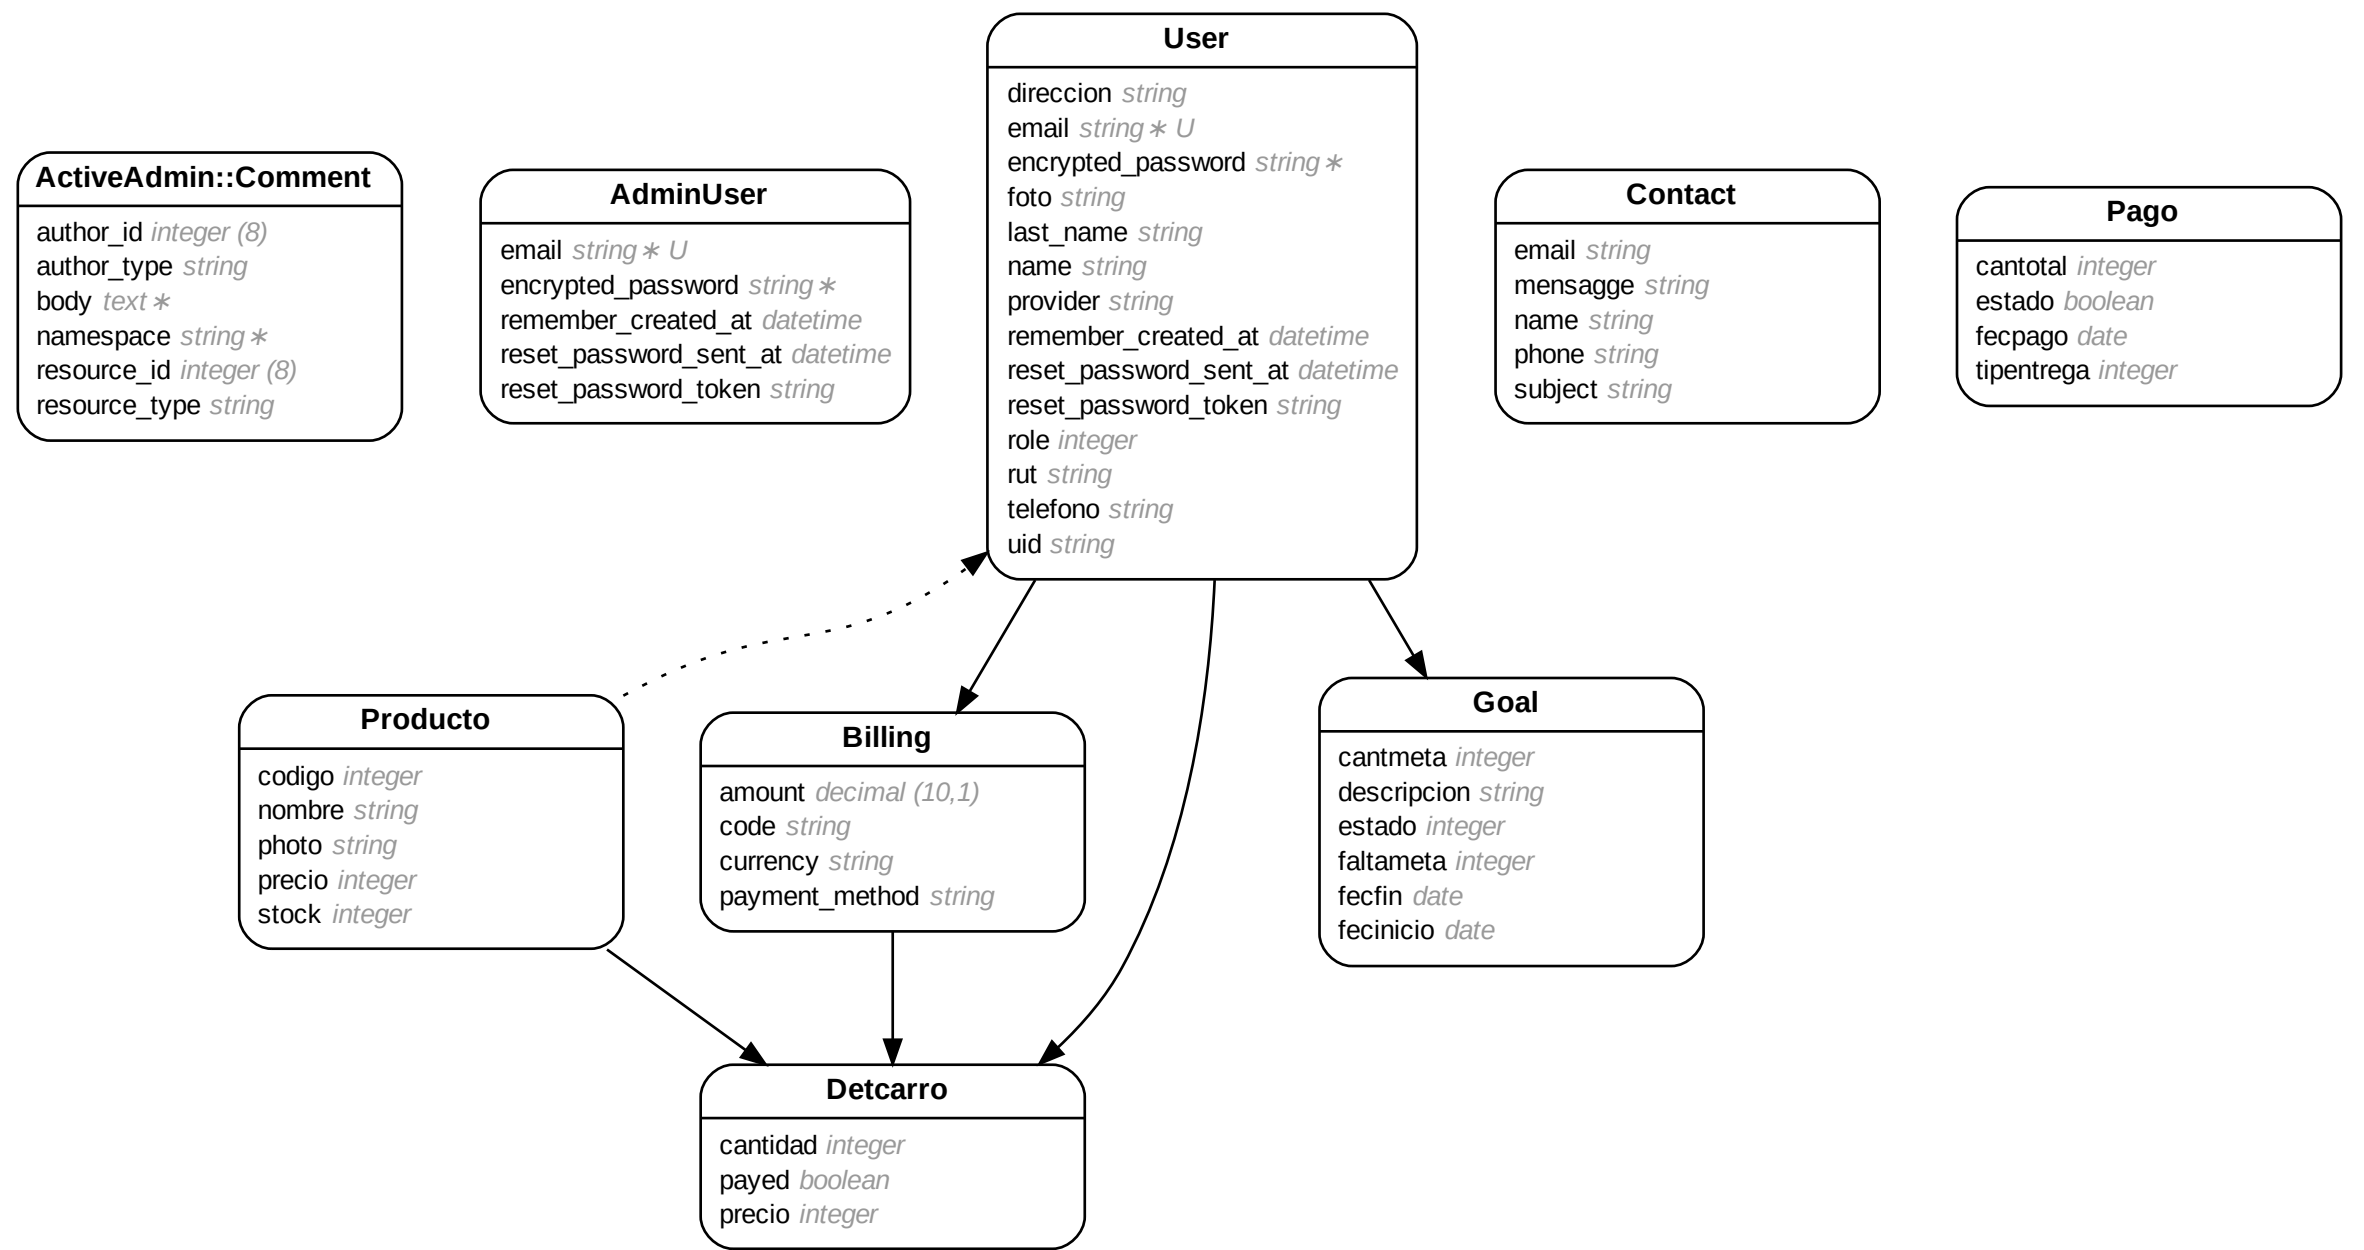 User
direccion string
email string∗ U
encrypted_password string∗
foto string
last_name string
name string
provider string
remember_created_at datetime
reset_password_sent_at datetime
reset_password_token string
role integer
rut string
telefono string
uid string
ActiveAdmin::Comment
author_id integer (8)
author_type string
body text∗
namespace string∗
resource_id integer (8)
resource_type string
AdminUser
email string∗ U
encrypted_password string∗
remember_created_at datetime
reset_password_sent_at datetime
reset_password_token string
Contact
email string
mensagge string
name string
phone string
subject string
Pago
cantotal integer
estado boolean
fecpago date
tipentrega integer
Producto
codigo integer
nombre string
photo string
precio integer
stock integer
Billing
amount decimal (10,1)
code string
currency string
payment_method string
Goal
cantmeta integer
descripcion string
estado integer
faltameta integer
fecfin date
fecinicio date
Detcarro
cantidad integer
payed boolean
precio integer